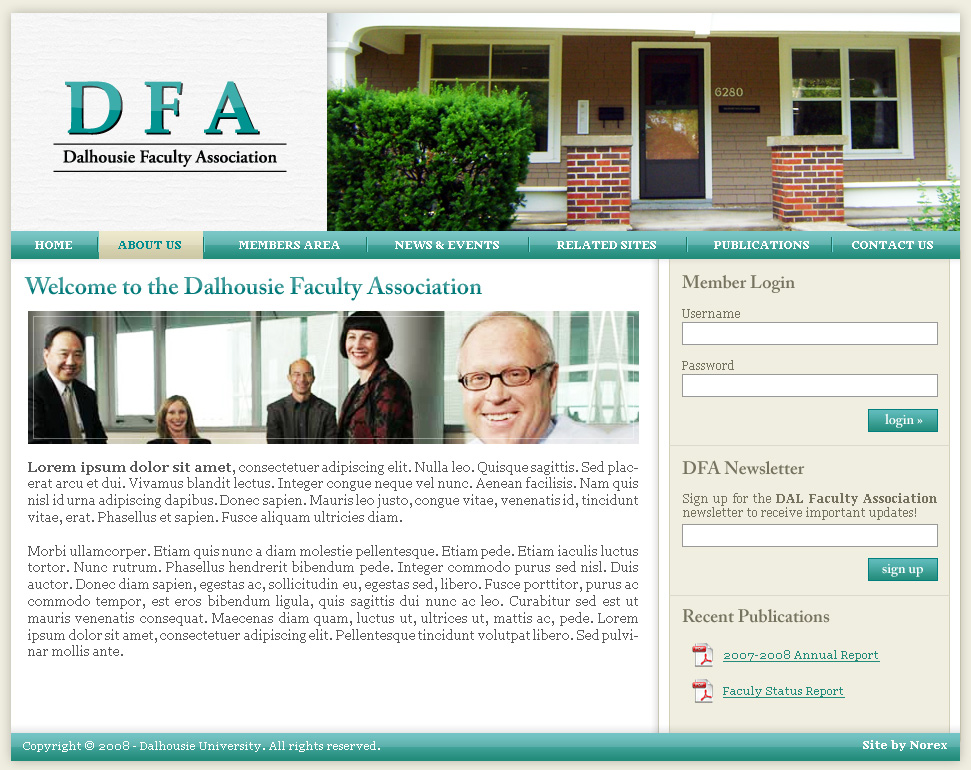 DFA
Dalhousie Faculty Association
6280
HOME
ABOUT US
MEMBERS AREA
NEWS & EVENTS
RELATED SITES
PUBLICATIONS
CONTACT US
Welcome to the Dalhousie Faculty Association
Lorem ipsum dolor sit amet, consectetuer adipiscing elit. Nulla leo. Quisque sagittis. Sed plac-
erat arcu et dui. Vivamus blandit lectus. Integer congue neque vel nunc. Aenean facilisis. Nam quis
nisl id urna adipiscing dapibus. Donec sapien. Mauris leo justo, congue vitae, venenatis id, tincidunt
vitae, erat. Phasellus et sapien. Fusce aliquam ultricies diam.
Morbi ullamcorper. Etiam quis nunc a diam molestie pellentesque. Etiam pede. Etiam iaculis luctus
tortor. Nunc rutrum. Phasellus hendrerit bibendum pede. Integer commodo purus sed nisl. Duis
auctor. Donec diam sapien, egestas ac, sollicitudin eu, egestas sed, libero. Fusce porttitor, purus ac
commodo tempor, est eros bibendum ligula, quis sagittis dui nunc ac leo. Curabitur sed est ut
mauris venenatis consequat. Maecenas diam quam, luctus ut, ultrices ut, mattis ac, pede. Lorem
ipsum dolor sit amet, consectetuer adipiscing elit. Pellentesque tincidunt volutpat libero. Sed pulvi-
nar mollis ante.
Member Login
Username
Password
login »
DFA Newsletter
Sign up for the DAL Faculty Association
newsletter to receive important updates!
sign up
Recent Publications
2007-2008 Annual Report
Faculy Status Report
Copyright © 2008 - Dalhousie University. All rights reserved.
Site by Norex